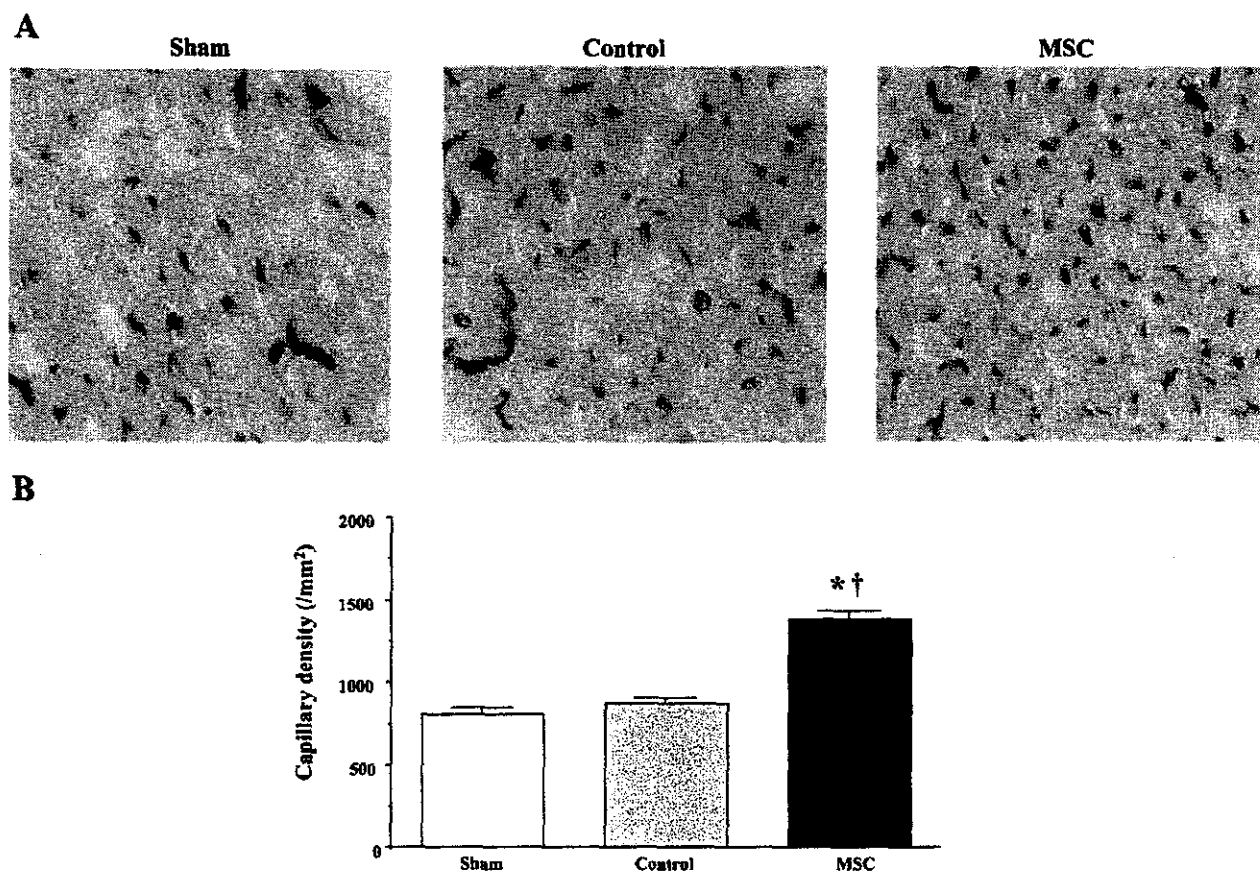 A
Sham Control MSC
B
Capillary density (/mm²)
2000
1500
1000
500
0
*†
Sham Control MSC